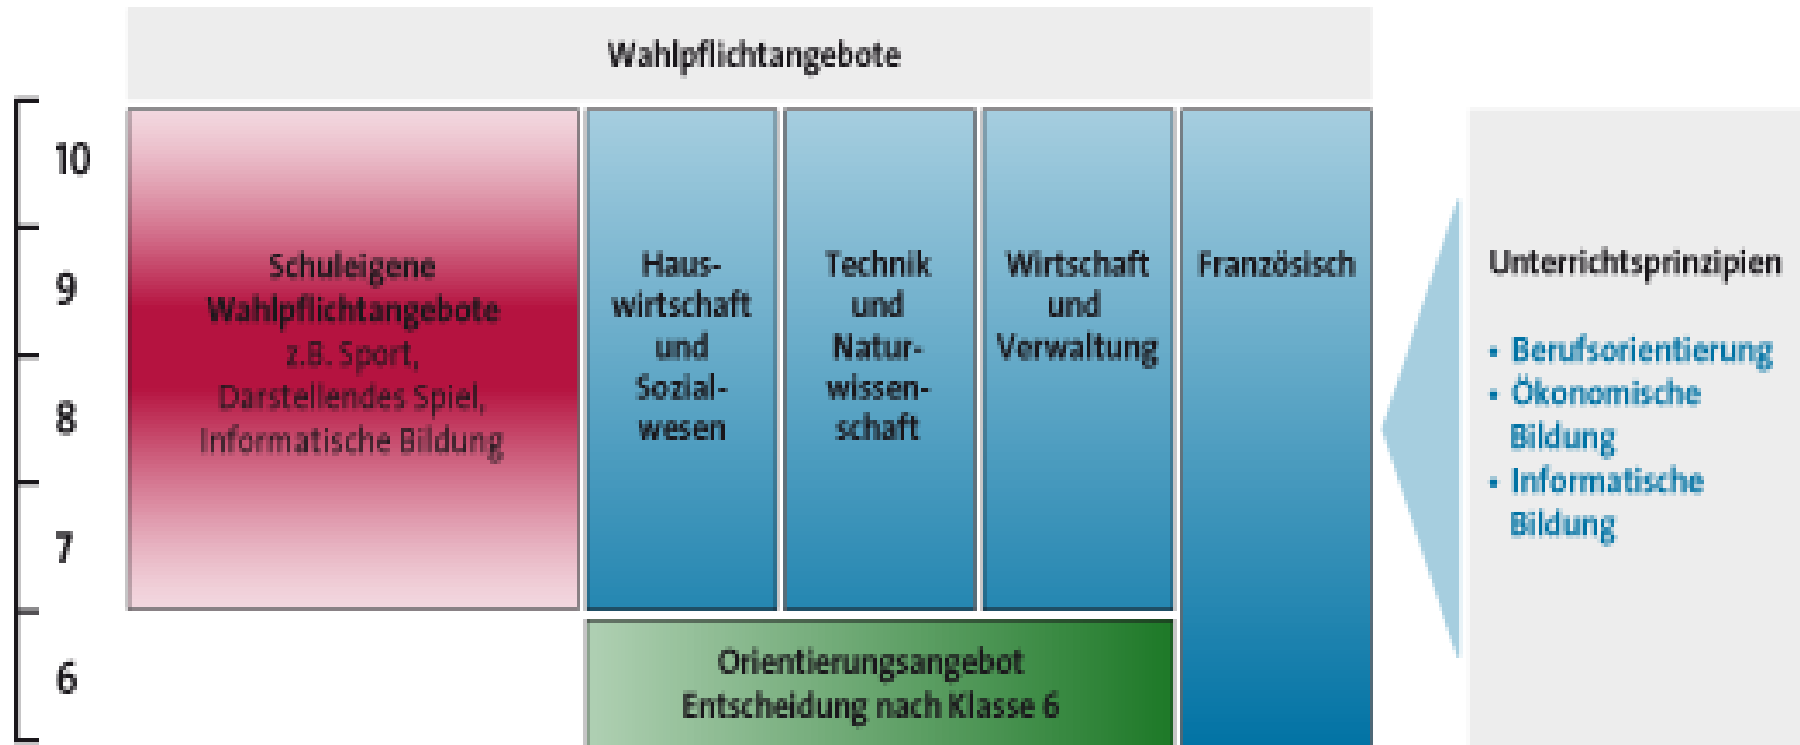 Wahlpflichtangebote
10
9
8
7
6
Schuleigene
Wahlpflichtangebote
z.B. Sport,
Darstellendes Spiel,
Informatische Bildung
Haus-
wirtschaft
und
Sozial-
wesen
Technik
und
Natur-
wissen-
schaft
Wirtschaft
und
Verwaltung
Französisch
Orientierungsangebot
Entscheidung nach Klasse 6
Unterrichtsprinzipien
• Berufsorientierung
• Ökonomische
Bildung
• Informatische
Bildung